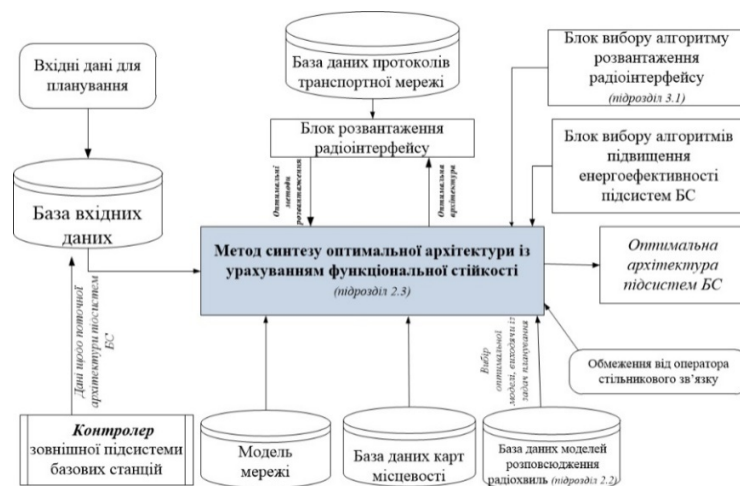 Вхідні дані для
планування
База даних протоколів
транспортної мережі
Блок вибору алгоритму
розвантаження
радіоінтерфейсу
(підрозділ 3.1)
Блок розвантаження
радіоінтерфейсу
Блок вибору алгоритмів
підвищення
енергоефективності
підсистем БС
База вхідних
даних
Оптимальні
методи
розвантаження
Оптимальна
архітектура
Метод синтезу оптимальної архітектури із
урахуванням функціональної стійкості
(підрозділ 2.3)
Оптимальна
архітектура
підсистем БС
Дані щодо поточної
архітектури підсистем
БС
Вибір
оптимальної
моделі, виходячи із
задач планування
Обмеження від оператора
стільникового зв’язку
Контролер
зовнішної підсистеми
базових станцій
Модель
мережі
База даних карт
місцевості
База даних моделей
розповсюдження
радіохвиль (підрозділ 2.2)